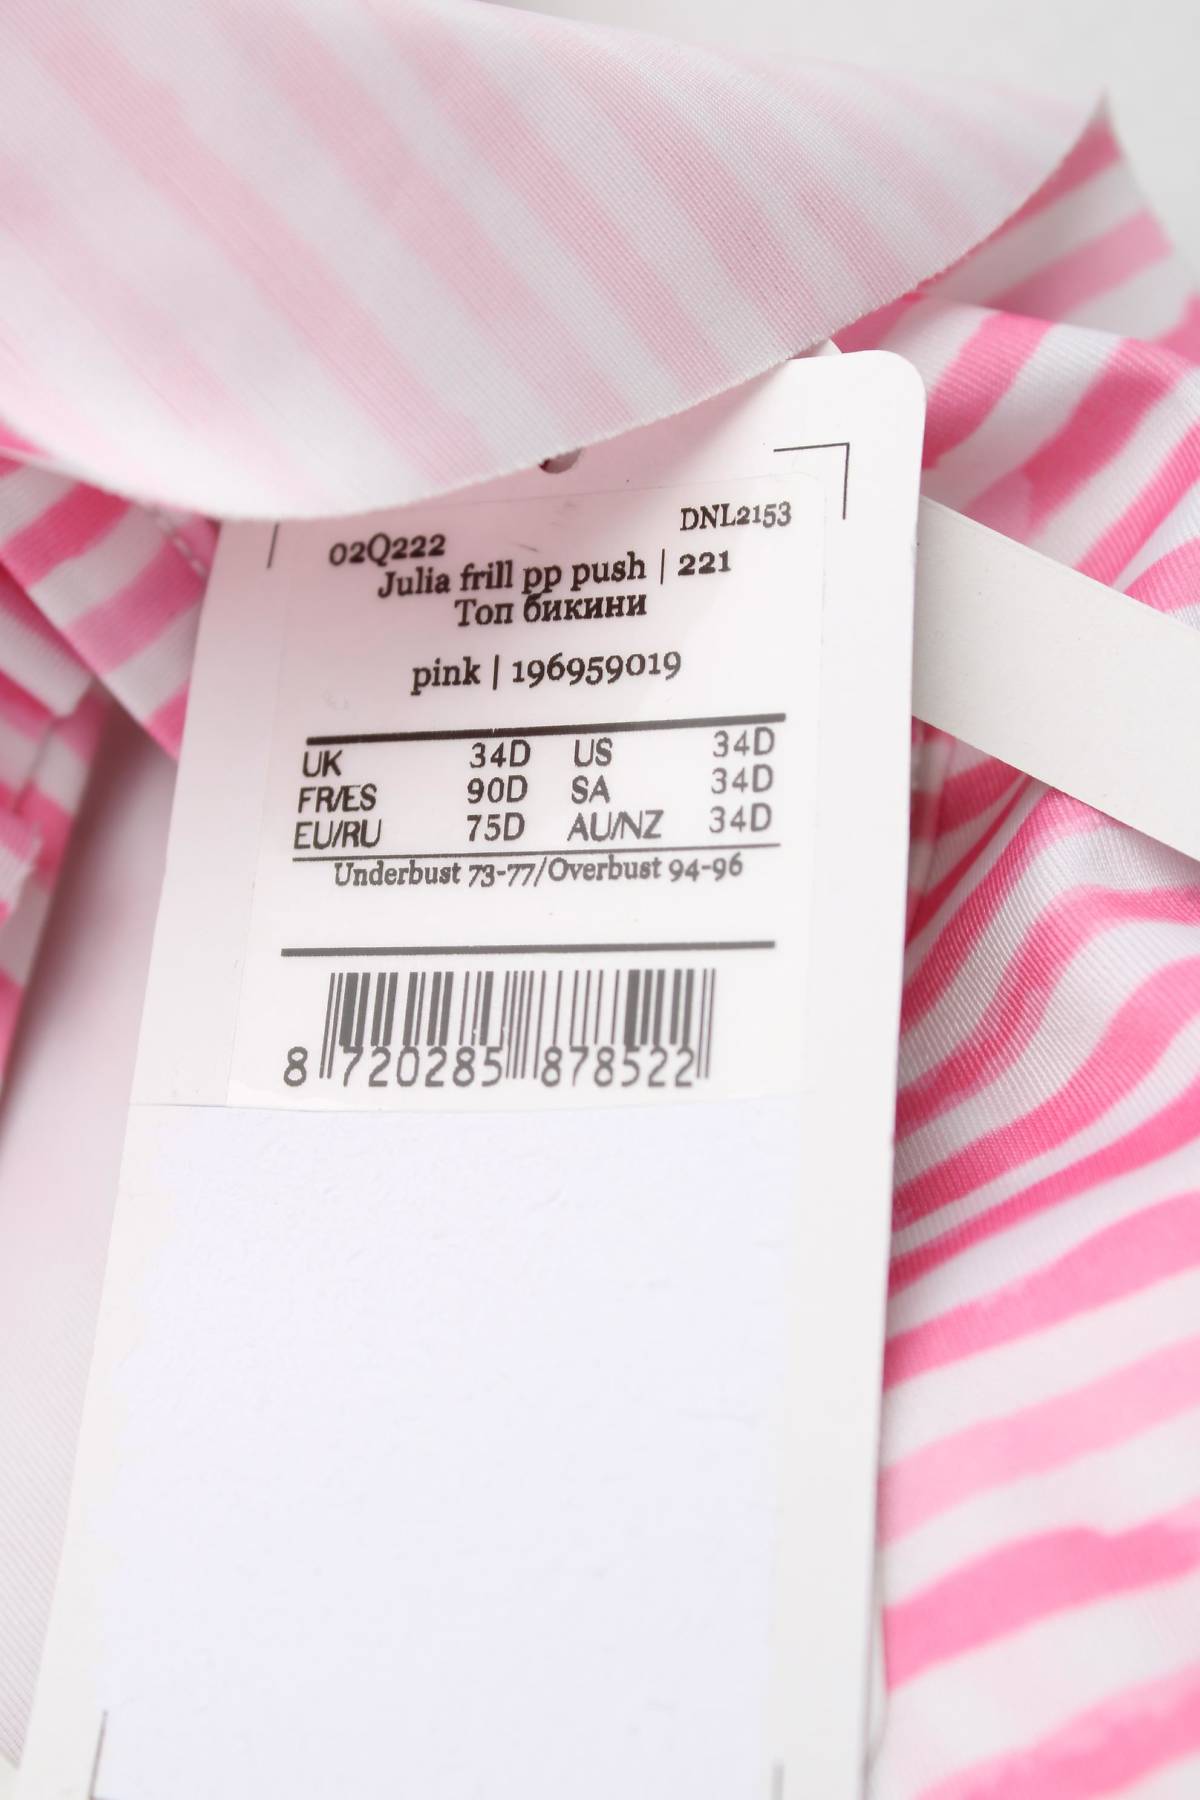 DNL2153
02Q222
Julia frill pp push | 221
Топ бикини
pink | 196959019
UK 34D US 34D
FR/ES 90D SA 34D
EU/RU 75D AU/NZ 34D
Underbust 73-77/Overbust 94-96
8 720285 878522